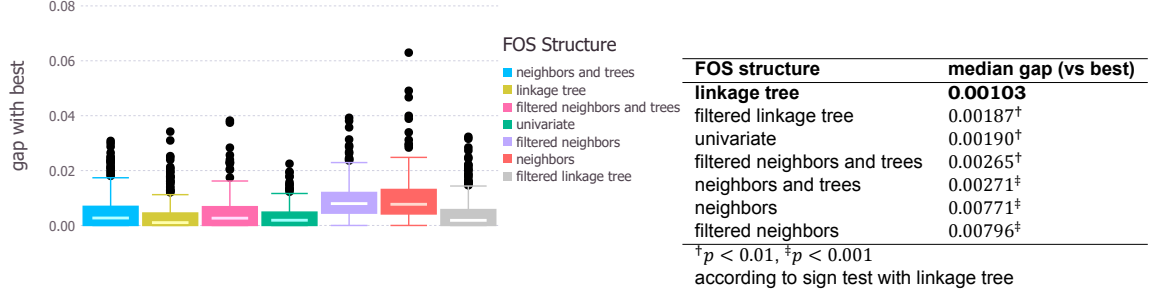 0.08
0.06
0.04
0.02
0.00
gap with best
FOS Structure
neighbors and trees
linkage tree
filtered neighbors and trees
univariate
filtered neighbors
neighbors
filtered linkage tree
FOS structure median gap (vs best)
linkage tree 0.00103
filtered linkage tree 0.00187†
univariate 0.00190†
filtered neighbors and trees 0.00265†
neighbors and trees 0.00271‡
neighbors 0.00771‡
filtered neighbors 0.00796‡
†p < 0.01, ‡p < 0.001
according to sign test with linkage tree